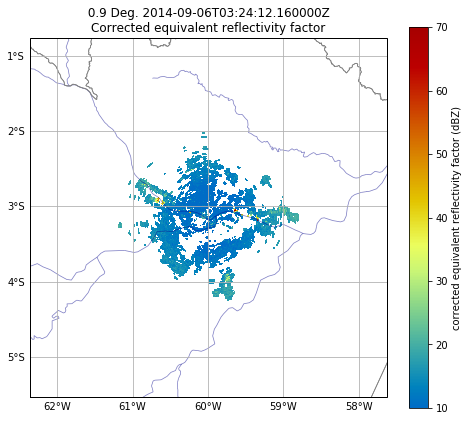 0.9 Deg. 2014-09-06T03:24:12.160000Z
Corrected equivalent reflectivity factor
1°S
2°S
3°S
4°S
5°S
62°W
61°W
60°W
59°W
58°W
70
60
50
40
30
20
10
corrected equivalent reflectivity factor (dBZ)